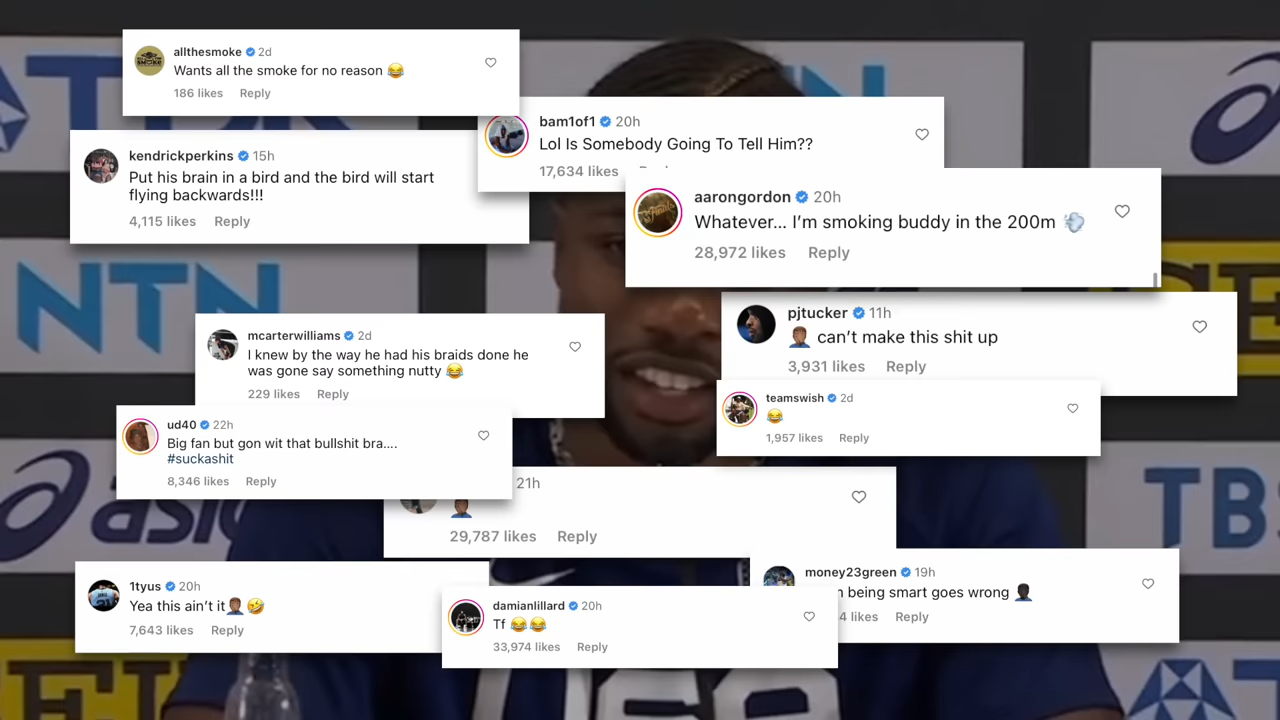 allthesmoke 2d
Wants all the smoke for no reason 😂
186 likes Reply
bam1of1 20h
Lol Is Somebody Going To Tell Him??
17,634 likes
kendrickperkins 15h
Put his brain in a bird and the bird will start
flying backwards!!!
4,115 likes Reply
aarongordon 20h
Whatever... I'm smoking buddy in the 200m 💨
28,972 likes Reply
pjtucker 11h
🤦🏾‍♂️ can't make this shit up
3,931 likes Reply
mcarterwilliams 2d
I knew by the way he had his braids done he
was gone say something nutty 😂
229 likes Reply
teamswish 2d
😂
1,957 likes Reply
ud40 22h
Big fan but gon wit that bullshit bra....
#suckashit
8,346 likes Reply
21h
29,787 likes Reply
1tyus 20h
Yea this ain't it🤦🏽‍♂️🤣
7,643 likes Reply
damianlillard 20h
Tf 😂😂
33,974 likes Reply
money23green 19h
being smart goes wrong 🤦🏿‍♂️
likes Reply
NTN
asics
TBS